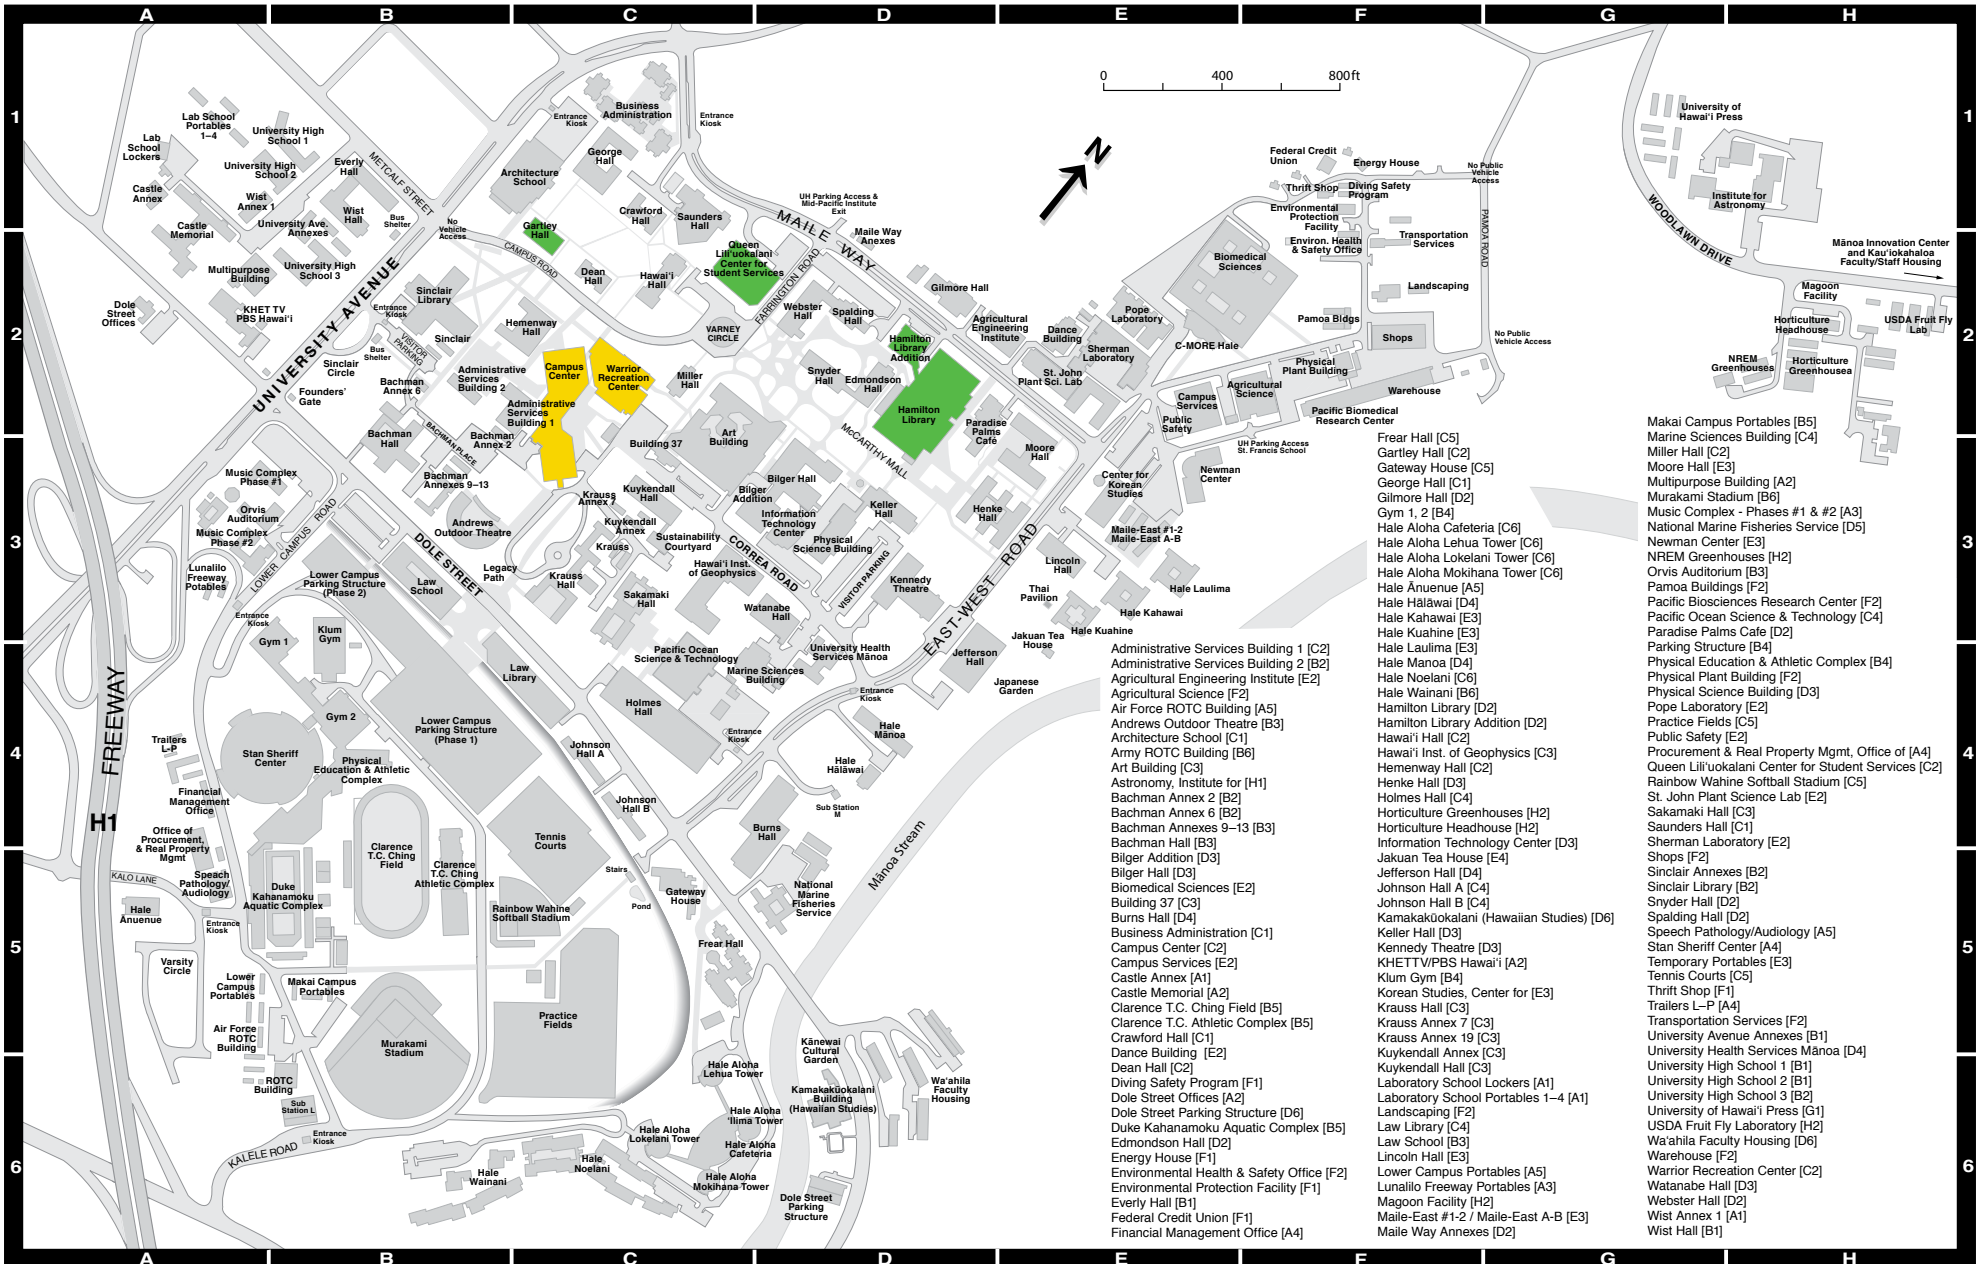 A B C D E F G H
1
2
3
4
5
6
0 400 800ft
N
Business
Administration
Entrance
Kiosk
Entrance
Kiosk
Lab School
Portables
1–4
University High
School 1
Lab
School
Lockers
University High
School 2
Everly
Hall
METCALF STREET
Architecture
School
George
Hall
Castle
Annex
Wist
Annex 1
Castle
Memorial
University Ave.
Annexes
Wist
Hall
Bus
Shelter
No
Vehicle
Access
Gartley
Hall
Crawford
Hall
Saunders
Hall
UH Parking Access &
Mid-Pacific Institute
Exit
MAILE WAY
Maile Way
Anexes
Federal Credit
Union
Energy House
No Public
Vehicle
Access
Thrift Shop
Diving Safety
Program
Environmental
Protection
Facility
Environ. Health
& Safety Office
Transportation
Services
PAMOA ROAD
University of
Hawai‘i Press
Institute for
Astronomy
WOODLAWN DRIVE
Mānoa Innovation Center
and Kau‘iokahaloa
Faculty/Staff Housing
Multipurpose
Building
University High
School 3
UNIVERSITY AVENUE
CAMPUS ROAD
Dean
Hall
Hawai‘i
Hall
Queen
Lili‘uokalani
Center for
Student Services
FARRINGTON ROAD
Biomedical
Sciences
Landscaping
Magoon
Facility
Dole
Street
Offices
KHET TV
PBS Hawai‘i
Sinclair
Library
Entrance
Kiosk
Hemenway
Hall
VARNEY
CIRCLE
Webster
Hall
Spalding
Hall
Gilmore Hall
Agricultural
Engineering
Institute
Dance
Building
Pope
Laboratory
Pamoa Bldgs
Shops
No Public
Vehicle Access
Horticulture
Headhouse
USDA Fruit Fly
Lab
Bus
Shelter
VISITOR
PARKING
Sinclair
Sinclair
Circle
Founders’
Gate
Bachman
Annex 6
Administrative
Services
Building 2
Administrative
Services
Building 1
Campus
Center
Warrior
Recreation
Center
Miller
Hall
Snyder
Hall
Edmondson
Hall
Hamilton
Library
Addition
Hamilton
Library
Sherman
Laboratory
St. John
Plant Sci. Lab
C-MORE Hale
Physical
Plant Building
Warehouse
NREM
Greenhouses
Horticulture
Greenhousea
Campus
Services
Agricultural
Science
Pacific Biomedical
Research Center
Public
Safety
UH Parking Access
St. Francis School
Bachman
Hall
BACHMAN PLACE
Bachman
Annex 2
Building 37
Art
Building
McCARTHY MALL
Paradise
Palms
Café
Moore
Hall
Newman
Center
Center for
Korean
Studies
Music Complex
Phase #1
Bachman
Annexes 9–13
Krauss
Annex 7
Kuykendall
Hall
Bilger
Addition
Bilger Hall
Orvis
Auditorium
Music Complex
Phase #2
LOWER CAMPUS ROAD
Andrews
Outdoor Theatre
DOLE STREET
Kuykendall
Annex
Krauss
Sustainability
Courtyard
Information
Technology
Center
Keller
Hall
Henke
Hall
Maile-East #1-2
Maile-East A-B
Physical
Science Building
Hawai‘i Inst.
of Geophysics
CORREA ROAD
VISITOR PARKING
Lunalilo
Freeway
Potables
Lower Campus
Parking Structure
(Phase 2)
Law
School
Legacy
Path
Krauss
Hall
Sakamaki
Hall
Watanabe
Hall
Kennedy
Theatre
EAST-WEST ROAD
Lincoln
Hall
Thai
Pavilion
Hale Laulima
Hale Kahawai
Hale Kuahine
Jakuan Tea
House
Entrance
Kiosk
Gym 1
Klum
Gym
Law
Library
Pacific Ocean
Science & Technology
Marine Sciences
Building
University Health
Services Mānoa
Jefferson
Hall
Japanese
Garden
Entrance
Kiosk
FREEWAY
H1
Gym 2
Holmes
Hall
Entrance
Kiosk
Hale
Mānoa
Trailers
L-P
Stan Sheriff
Center
Physical
Education & Athletic
Complex
Lower Campus
Parking Structure
(Phase 1)
Johnson
Hall A
Hale
Hālāwai
Sub Station
M
Financial
Management
Office
Johnson
Hall B
Burns
Hall
Mānoa Stream
Office of
Procurement,
& Real Property
Mgmt
Clarence
T.C. Ching
Field
Tennis
Courts
KALO LANE
Speach
Pathology/
Audiology
Duke
Kahanamoku
Aquatic Complex
Clarence
T.C. Ching
Athletic Complex
Stairs
Pond
Gateway
House
National
Marine
Fisheries
Service
Hale
Ānuenue
Entrance
Kiosk
Rainbow Wahine
Softball Stadium
Frear Hall
Varsity
Circle
Lower
Campus
Portables
Makai Campus
Portables
Air Force
ROTC
Building
Murakami
Stadium
Practice
Fields
ROTC
Building
Sub
Station L
Entrance
Kiosk
KALELE ROAD
Kānewai
Cultural
Garden
Hale Aloha
Lehua Tower
Kamakakūokalani
Building
(Hawaiian Studies)
Wa‘ahila
Faculty
Housing
Hale Aloha
‘Ilima Tower
Hale Aloha
Lokelani Tower
Hale Aloha
Cafeteria
Hale
Noelani
Hale
Wainani
Hale Aloha
Mokihana Tower
Dole Street
Parking
Structure
Administrative Services Building 1 [C2]
Administrative Services Building 2 [B2]
Agricultural Engineering Institute [E2]
Agricultural Science [F2]
Air Force ROTC Building [A5]
Andrews Outdoor Theatre [B3]
Architecture School [C1]
Army ROTC Building [B6]
Art Building [C3]
Astronomy, Institute for [H1]
Bachman Annex 2 [B2]
Bachman Annex 6 [B2]
Bachman Annexes 9–13 [B3]
Bachman Hall [B3]
Bilger Addition [D3]
Bilger Hall [D3]
Biomedical Sciences [E2]
Building 37 [C3]
Burns Hall [D4]
Business Administration [C1]
Campus Center [C2]
Campus Services [E2]
Castle Annex [A1]
Castle Memorial [A2]
Clarence T.C. Ching Field [B5]
Clarence T.C. Athletic Complex [B5]
Crawford Hall [C1]
Dance Building [E2]
Dean Hall [C2]
Diving Safety Program [F1]
Dole Street Offices [A2]
Dole Street Parking Structure [D6]
Duke Kahanamoku Aquatic Complex [B5]
Edmondson Hall [D2]
Energy House [F1]
Environmental Health & Safety Office [F2]
Environmental Protection Facility [F1]
Everly Hall [B1]
Federal Credit Union [F1]
Financial Management Office [A4]
Frear Hall [C5]
Gartley Hall [C2]
Gateway House [C5]
George Hall [C1]
Gilmore Hall [D2]
Gym 1, 2 [B4]
Hale Aloha Cafeteria [C6]
Hale Aloha Lehua Tower [C6]
Hale Aloha Lokelani Tower [C6]
Hale Aloha Mokihana Tower [C6]
Hale Ānuenue [A5]
Hale Hālāwai [D4]
Hale Kahawai [E3]
Hale Kuahine [E3]
Hale Laulima [E3]
Hale Manoa [D4]
Hale Noelani [C6]
Hale Wainani [B6]
Hamilton Library [D2]
Hamilton Library Addition [D2]
Hawai‘i Hall [C2]
Hawai‘i Inst. of Geophysics [C3]
Hemenway Hall [C2]
Henke Hall [D3]
Holmes Hall [C4]
Horticulture Greenhouses [H2]
Horticulture Headhouse [H2]
Information Technology Center [D3]
Jakuan Tea House [E4]
Jefferson Hall [D4]
Johnson Hall A [C4]
Johnson Hall B [C4]
Kamakakūokalani (Hawaiian Studies) [D6]
Keller Hall [D3]
Kennedy Theatre [D3]
KHETTV/PBS Hawai‘i [A2]
Klum Gym [B4]
Korean Studies, Center for [E3]
Krauss Hall [C3]
Krauss Annex 7 [C3]
Krauss Annex 19 [C3]
Kuykendall Annex [C3]
Kuykendall Hall [C3]
Laboratory School Lockers [A1]
Laboratory School Portables 1–4 [A1]
Landscaping [F2]
Law Library [C4]
Law School [B3]
Lincoln Hall [E3]
Lower Campus Portables [A5]
Lunalilo Freeway Portables [A3]
Magoon Facility [H2]
Maile-East #1-2 / Maile-East A-B [E3]
Maile Way Annexes [D2]
Makai Campus Portables [B5]
Marine Sciences Building [C4]
Miller Hall [C2]
Moore Hall [E3]
Multipurpose Building [A2]
Murakami Stadium [B6]
Music Complex - Phases #1 & #2 [A3]
National Marine Fisheries Service [D5]
Newman Center [E3]
NREM Greenhouses [H2]
Orvis Auditorium [B3]
Pamoa Buildings [F2]
Pacific Biosciences Research Center [F2]
Pacific Ocean Science & Technology [C4]
Paradise Palms Cafe [D2]
Parking Structure [B4]
Physical Education & Athletic Complex [B4]
Physical Plant Building [F2]
Physical Science Building [D3]
Pope Laboratory [E2]
Practice Fields [C5]
Public Safety [E2]
Procurement & Real Property Mgmt, Office of [A4]
Queen Lili‘uokalani Center for Student Services [C2]
Rainbow Wahine Softball Stadium [C5]
St. John Plant Science Lab [E2]
Sakamaki Hall [C3]
Saunders Hall [C1]
Sherman Laboratory [E2]
Shops [F2]
Sinclair Annexes [B2]
Sinclair Library [B2]
Snyder Hall [D2]
Spalding Hall [D2]
Speech Pathology/Audiology [A5]
Stan Sheriff Center [A4]
Temporary Portables [E3]
Tennis Courts [C5]
Thrift Shop [F1]
Trailers L–P [A4]
Transportation Services [F2]
University Avenue Annexes [B1]
University Health Services Mānoa [D4]
University High School 1 [B1]
University High School 2 [B1]
University High School 3 [B2]
University of Hawai‘i Press [G1]
USDA Fruit Fly Laboratory [H2]
Wa‘ahila Faculty Housing [D6]
Warehouse [F2]
Warrior Recreation Center [C2]
Watanabe Hall [D3]
Webster Hall [D2]
Wist Annex 1 [A1]
Wist Hall [B1]
1
2
3
4
5
6
A B C D E F G H